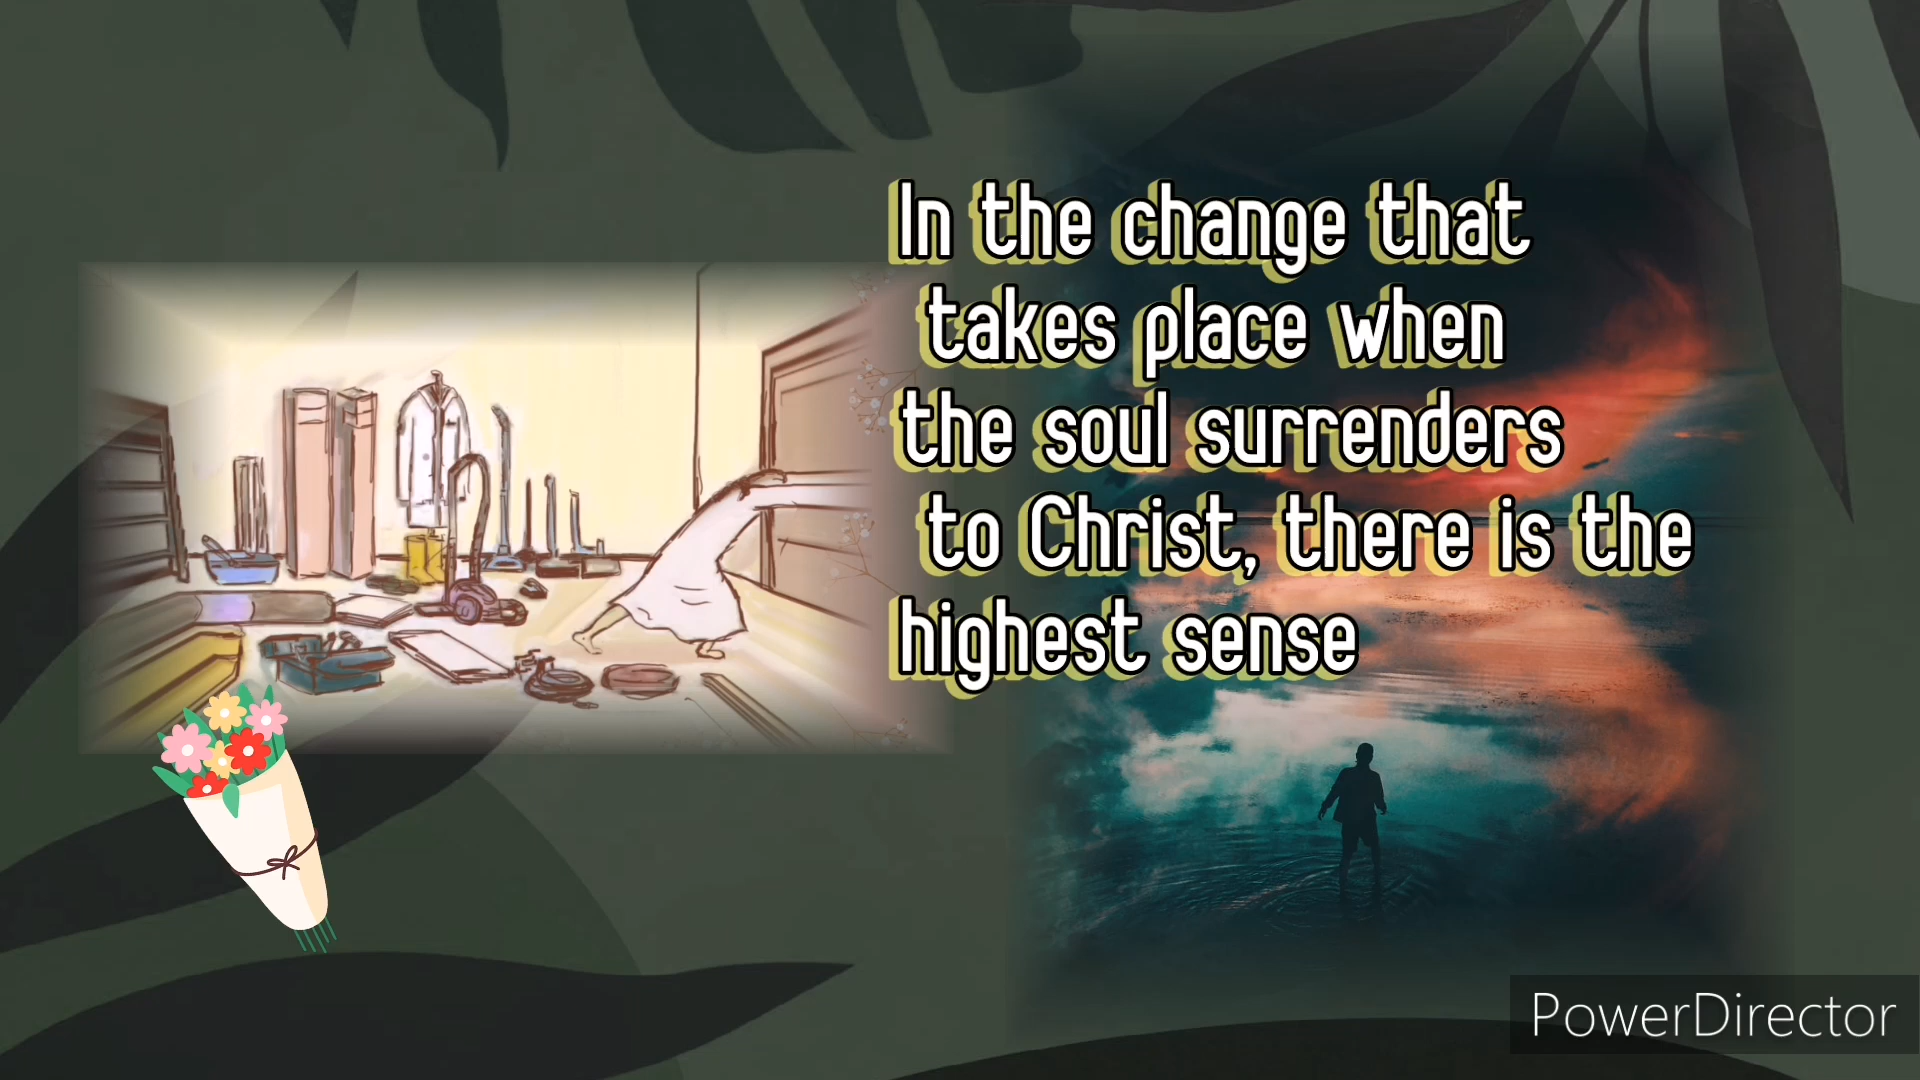 In the change that
takes place when
the soul surrenders
to Christ, there is the
highest sense
PowerDirector